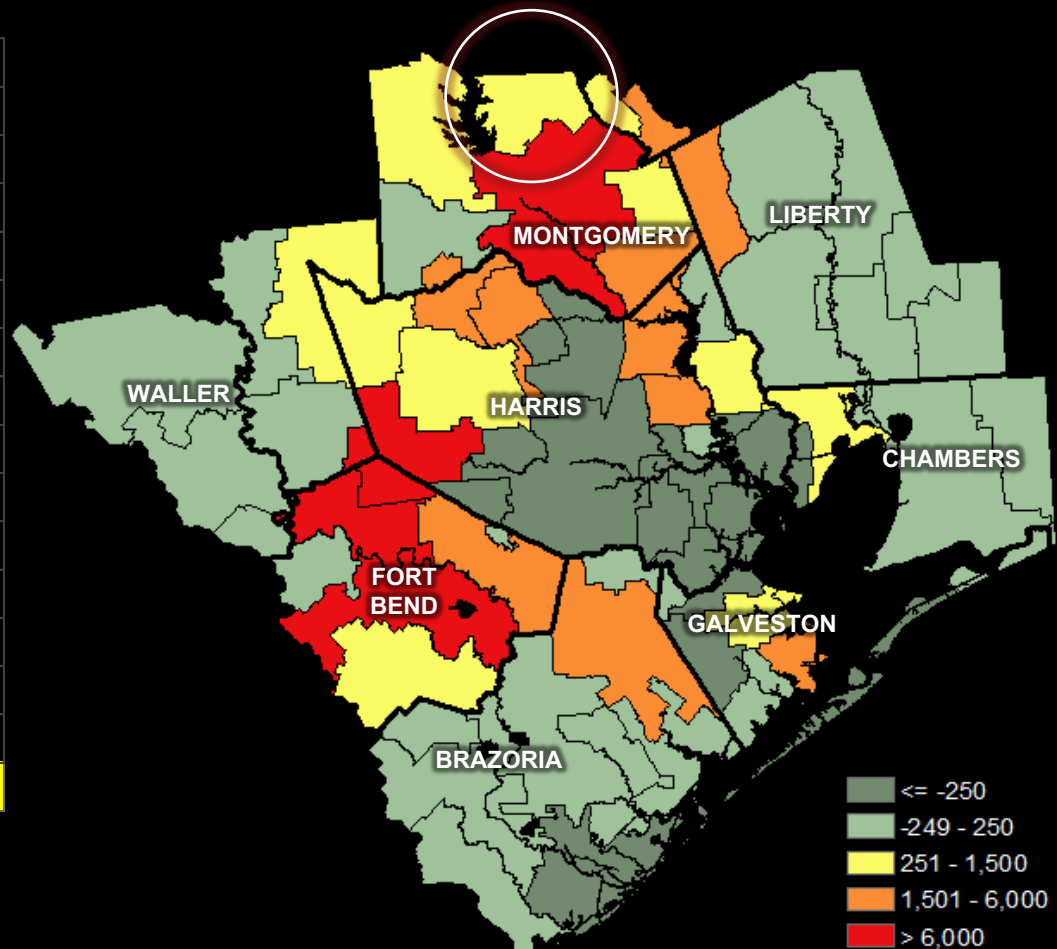 MONTGOMERY
LIBERTY
WALLER
HARRIS
CHAMBERS
FORT
BEND
GALVESTON
BRAZORIA
<= -250
-249 - 250
251 - 1,500
1,501 - 6,000
> 6,000